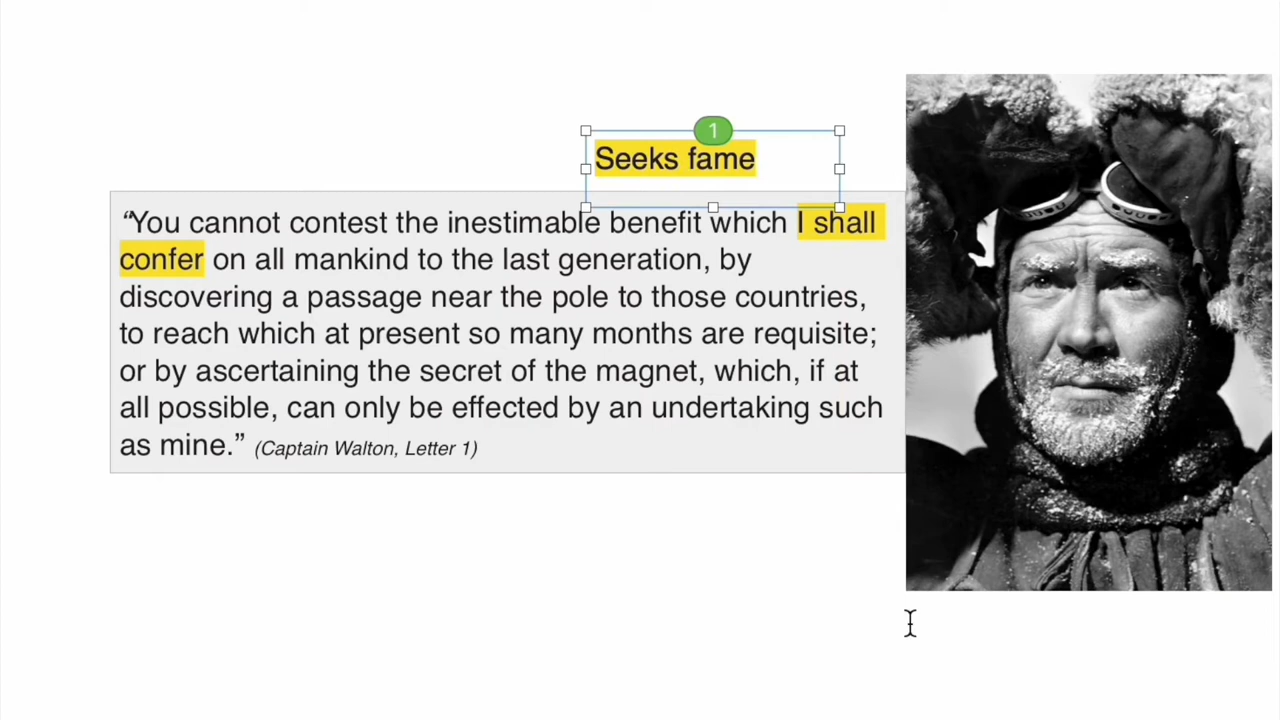 1
Seeks fame
“You cannot contest the inestimable benefit which I shall
confer on all mankind to the last generation, by
discovering a passage near the pole to those countries,
to reach which at present so many months are requisite;
or by ascertaining the secret of the magnet, which, if at
all possible, can only be effected by an undertaking such
as mine.” (Captain Walton, Letter 1)